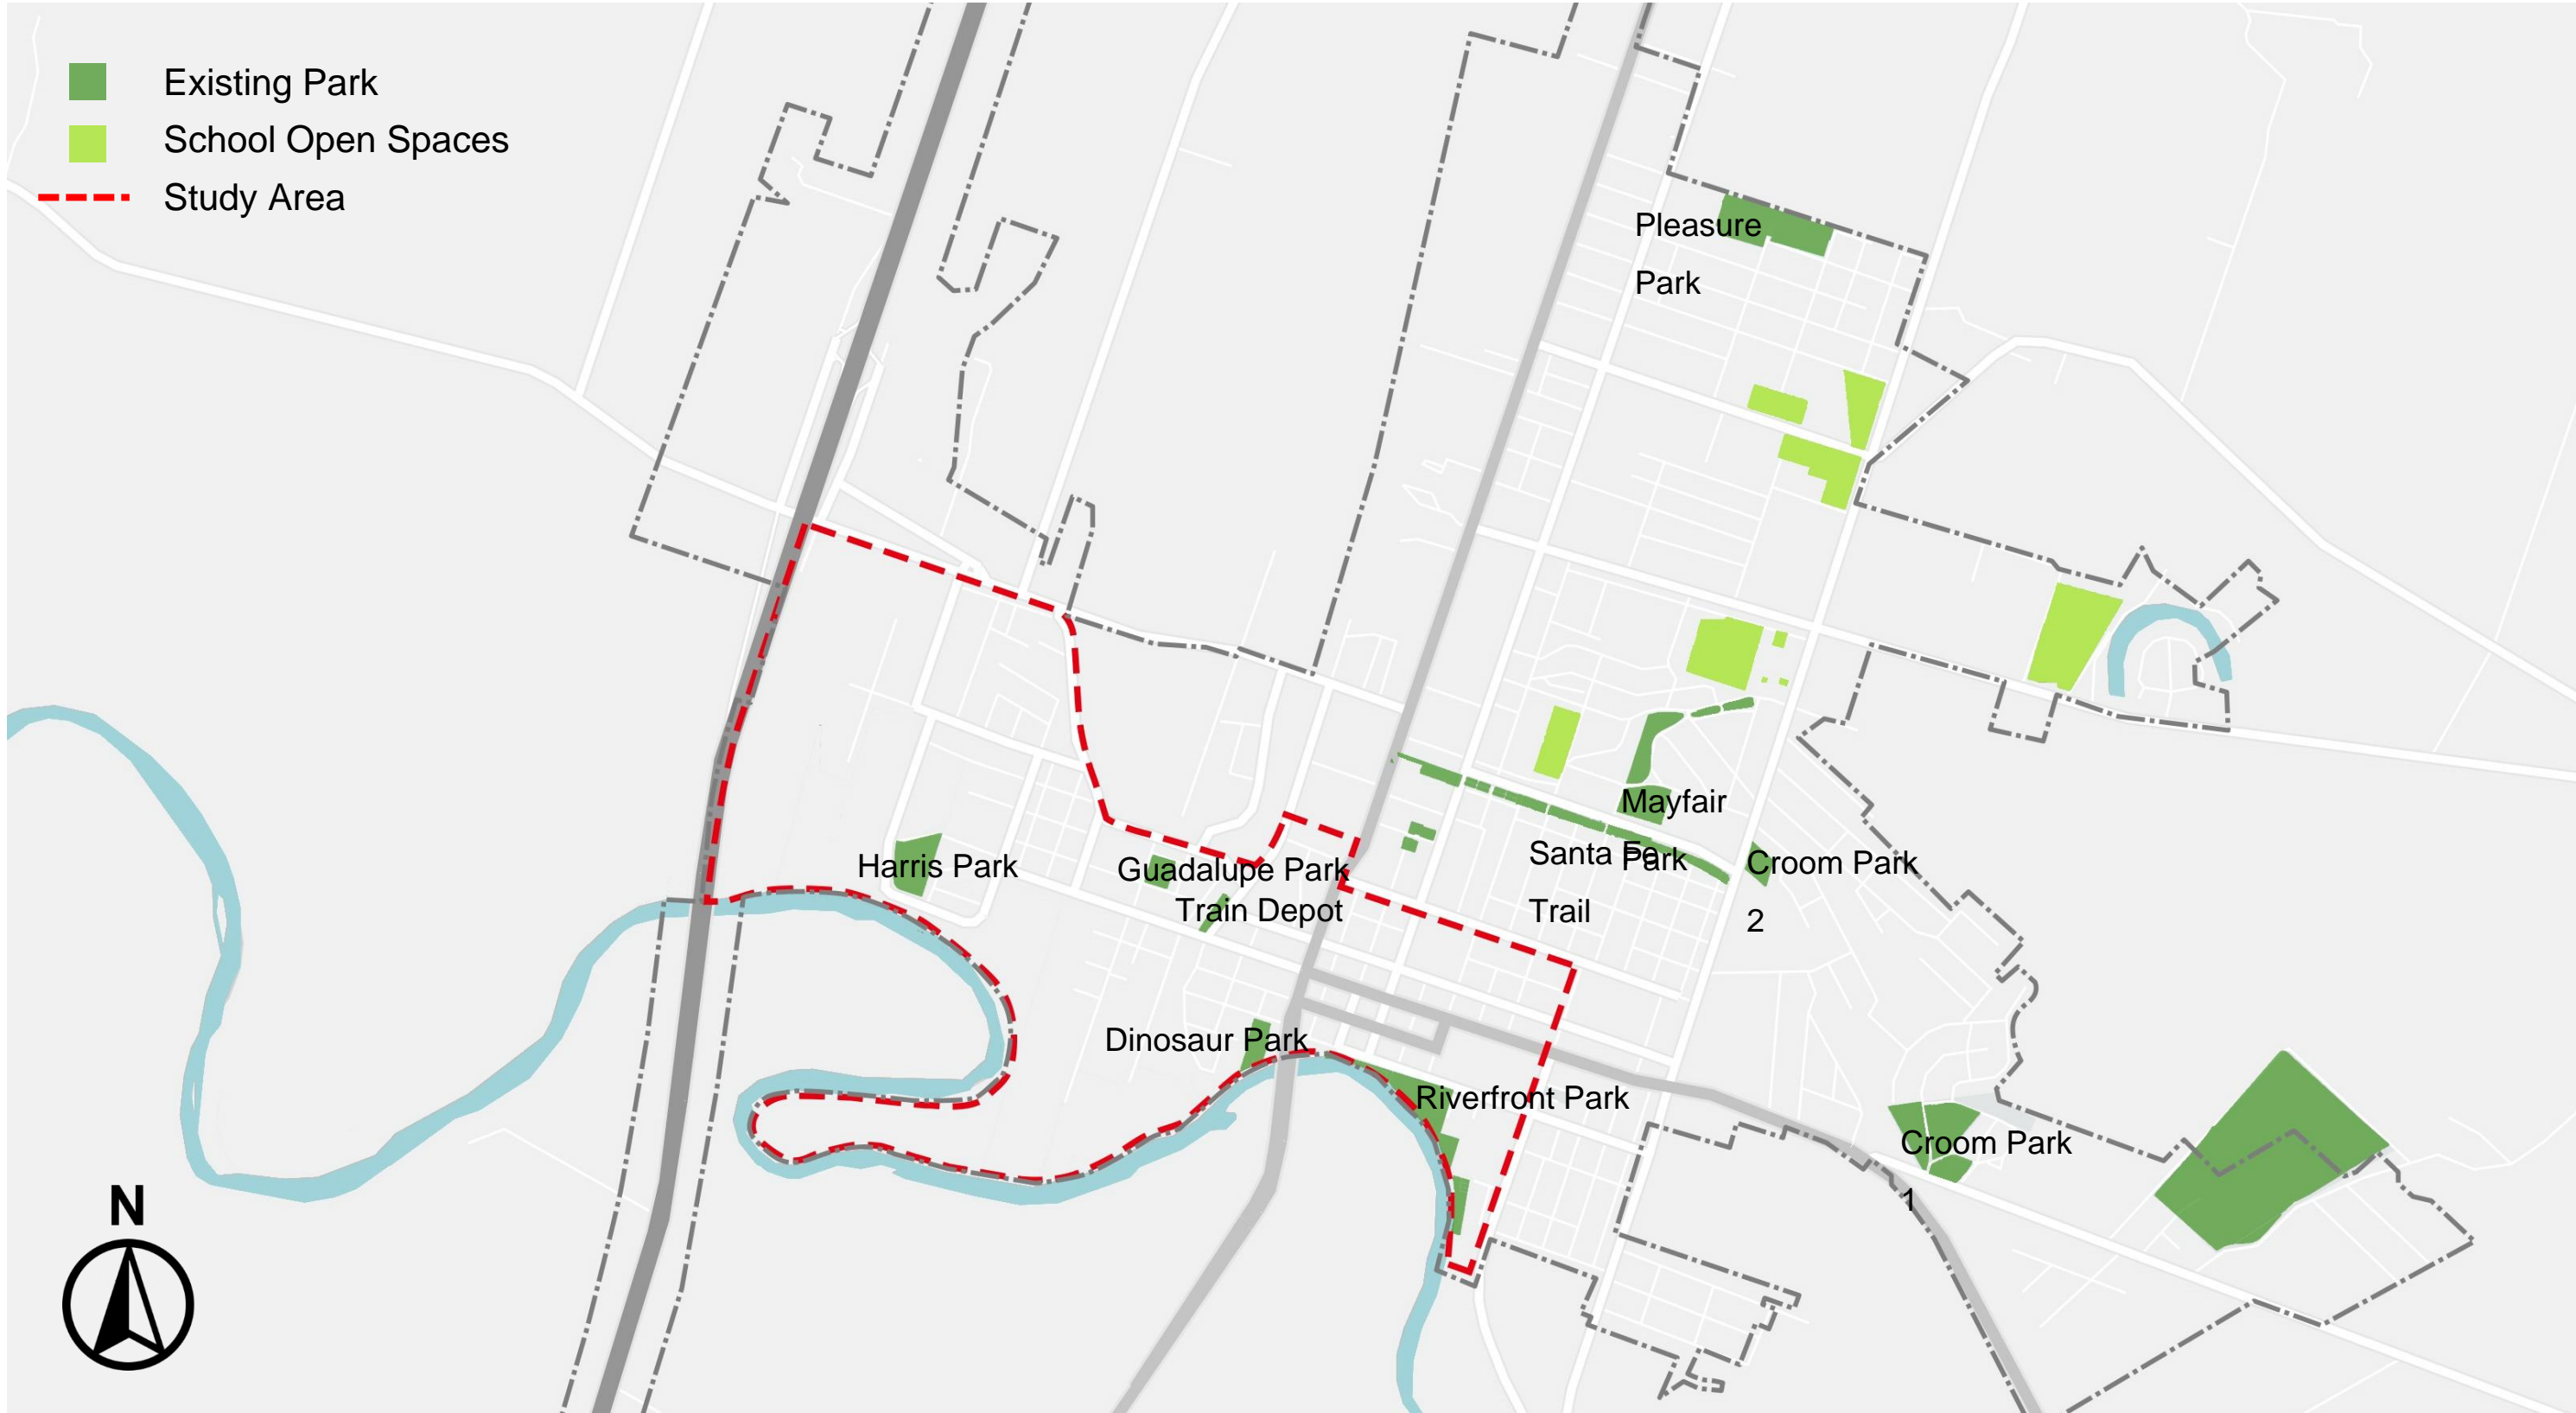 Existing Park
School Open Spaces
Study Area
Pleasure
Park
Mayfair
Park
Santa Fe
Trail
Croom Park
2
Harris Park
Guadalupe Park
Train Depot
Dinosaur Park
Riverfront Park
Croom Park
1
N